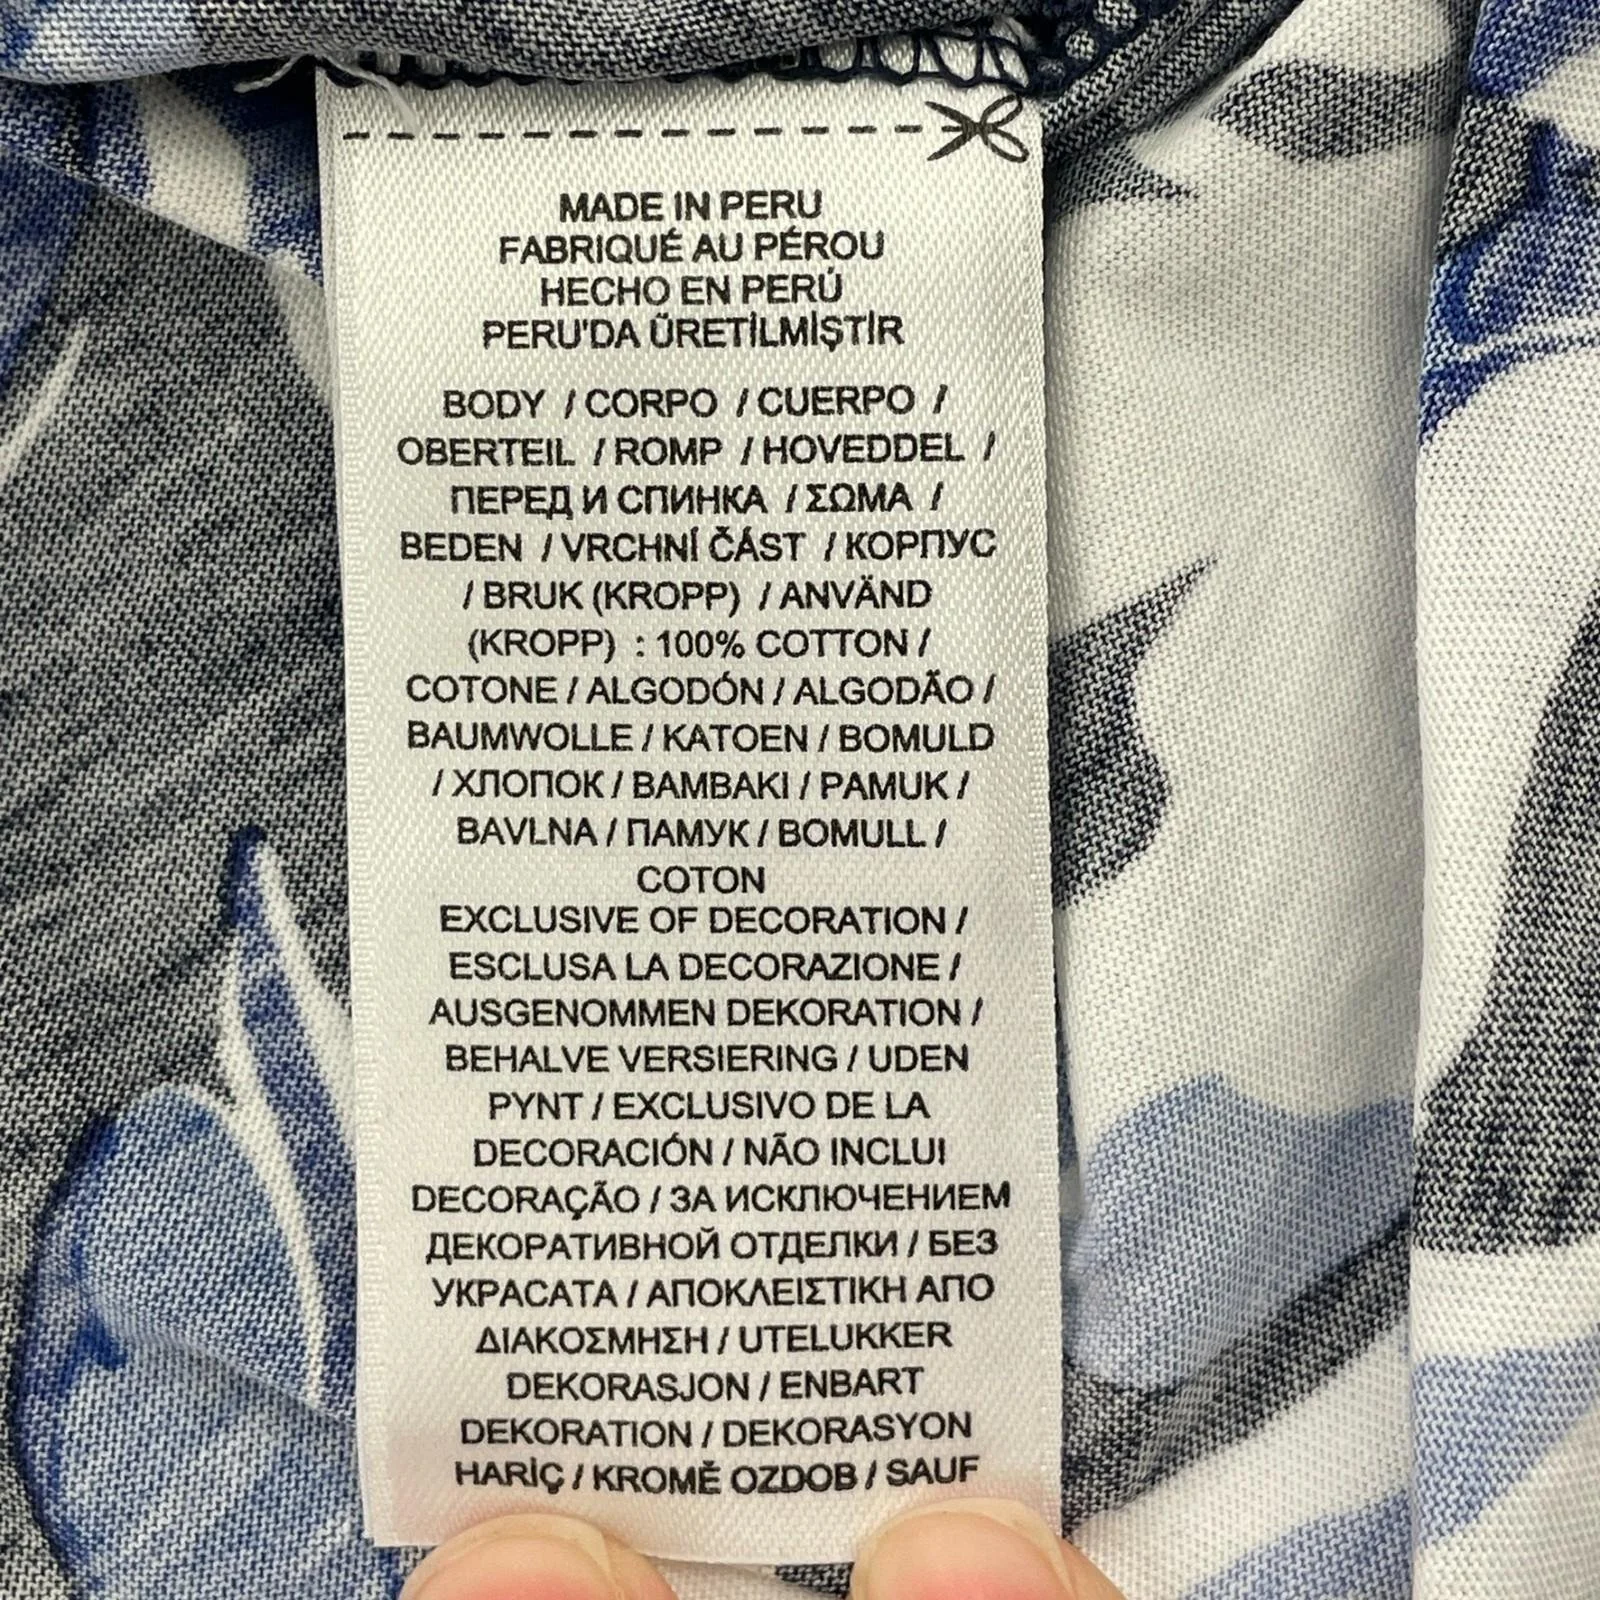 MADE IN PERU
FABRIQUÉ AU PÉROU
HECHO EN PERÚ
PERU'DA ÜRETİLMİŞTİR
BODY / CORPO / CUERPO /
OBERTEIL / ROMP / HOVEDDEL /
ПЕРЕД И СПИНКА / ΣΩΜΑ /
BEDEN / VRCHNÍ ČÁST / КОРПУС
/ BRUK (KROPP) / ANVÄND
(KROPP) : 100% COTTON /
COTONE / ALGODÓN / ALGODÃO /
BAUMWOLLE / KATOEN / BOMULD
/ ХЛОПОК / BAMBAKI / PAMUK /
BAVLNA / ПАМУК / BOMULL /
COTON
EXCLUSIVE OF DECORATION /
ESCLUSA LA DECORAZIONE /
AUSGENOMMEN DEKORATION /
BEHALVE VERSIERING / UDEN
PYNT / EXCLUSIVO DE LA
DECORACIÓN / NÃO INCLUI
DECORAÇÃO / ЗА ИСКЛЮЧЕНИЕМ
ДЕКОРАТИВНОЙ ОТДЕЛКИ / БЕЗ
УКРАСАТА / ΑΠΟΚΛΕΙΣΤΙΚΗ ΑΠΟ
ΔΙΑΚΟΣΜΗΣΗ / UTELUKKER
DEKORASJON / ENBART
DEKORATION / DEKORASYON
HARİÇ / KROMĚ OZDOB / SAUF